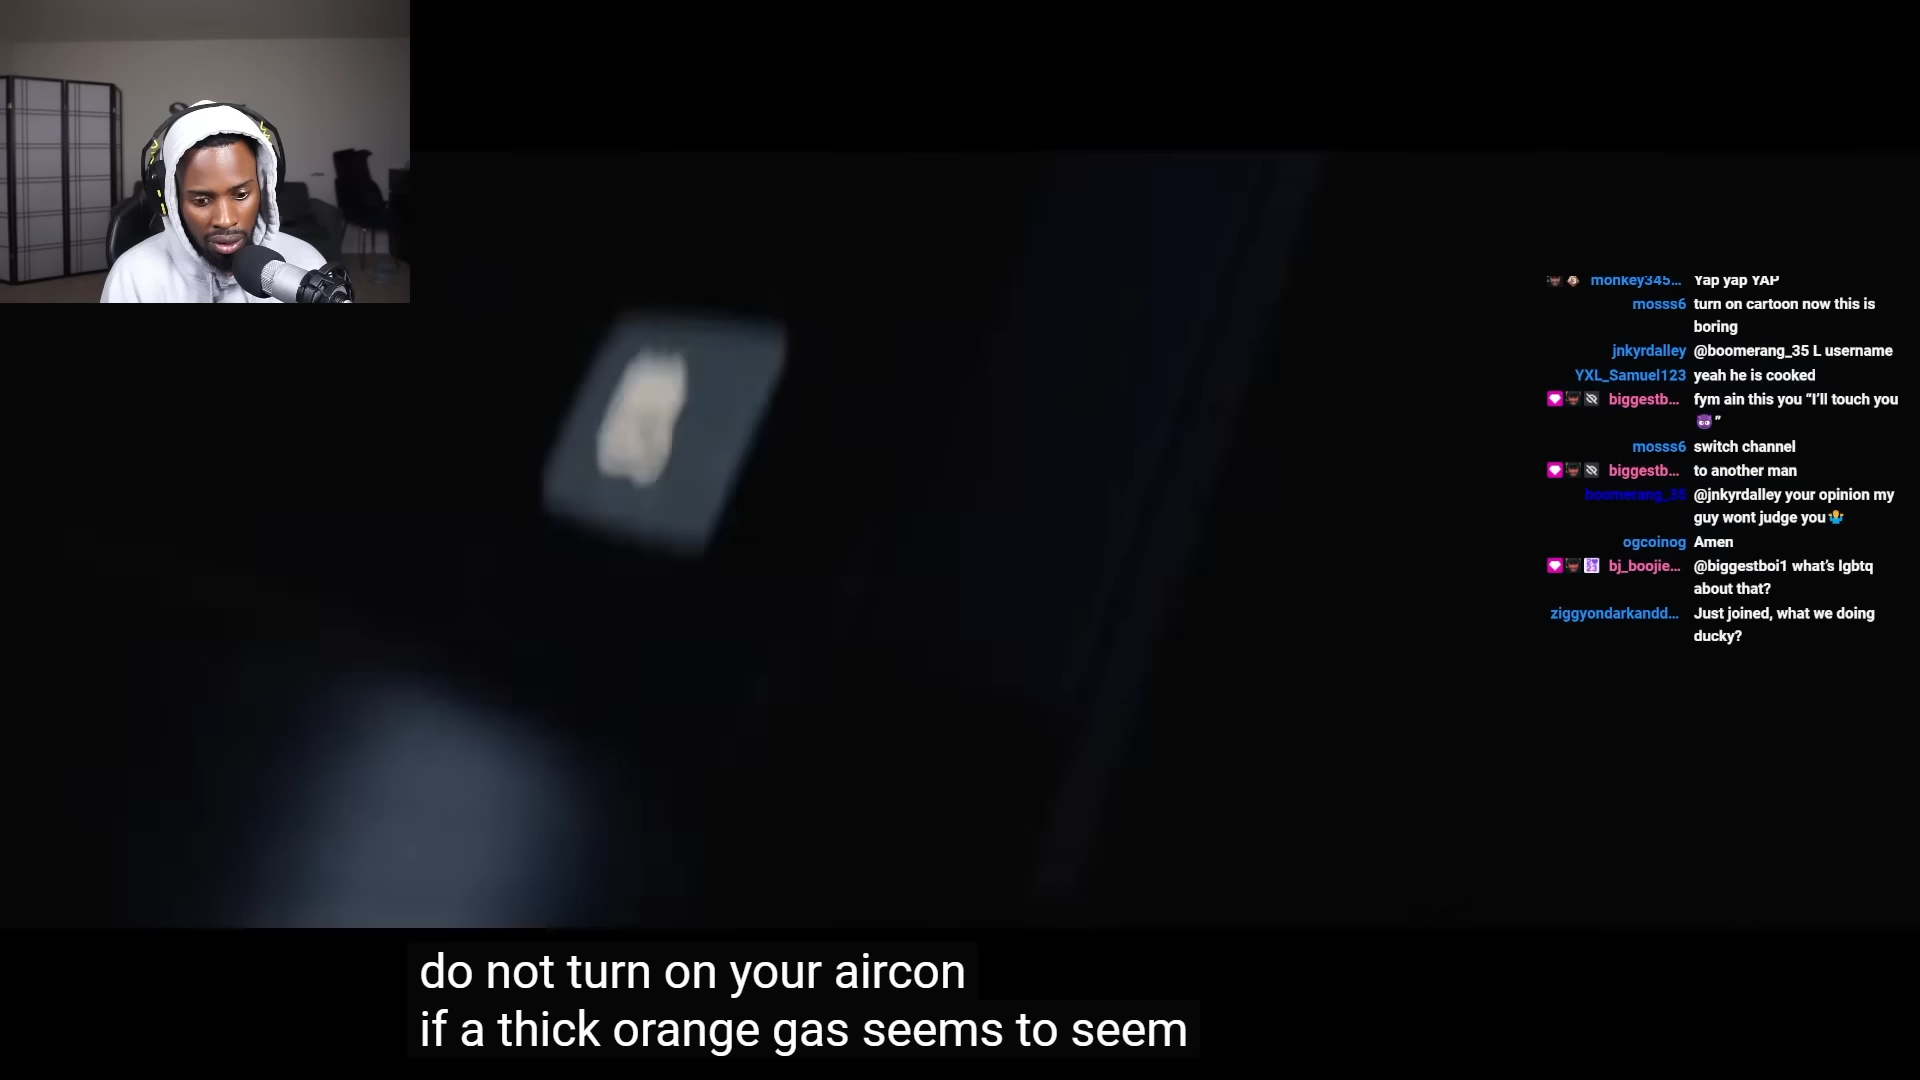 monkey345... Yap yap YAP
mosss6 turn on cartoon now this is
boring
jnkyrdalley @boomerang_35 L username
YXL_Samuel123 yeah he is cooked
biggestb... fym ain this you “I’ll touch you
😈”
mosss6 switch channel
biggestb... to another man
boomerang_35 @jnkyrdalley your opinion my
guy wont judge you🤷‍♂️
ogcoinog Amen
bj_boojie... @biggestboi1 what’s lgbtq
about that?
ziggyondarkandd... Just joined, what we doing
ducky?
do not turn on your aircon
if a thick orange gas seems to seem